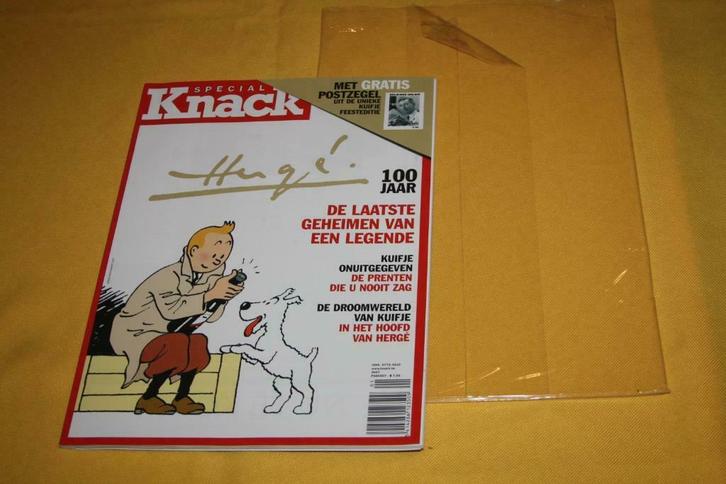 SPECIAL
Knack
MET GRATIS
POSTZEGEL
UIT DE UNIEKE
KUIFJE
FEESTEDITIE
Hergé.
100
JAAR
DE LAATSTE
GEHEIMEN VAN
EEN LEGENDE
KUIFJE
ONUITGEGEVEN
DE PRENTEN
DIE U NOOIT ZAG
DE DROOMWERELD
VAN KUIFJE
IN HET HOOFD
VAN HERGÉ